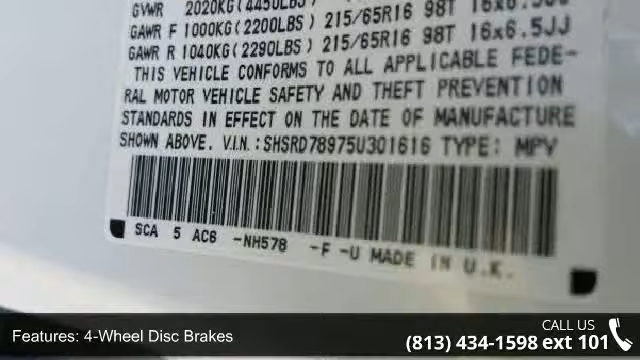 GVWR 2020KG(4450LBS)
GAWR F 1000KG(2200LBS) 215/65R16 98T 16x6.5JJ
GAWR R 1040KG(2290LBS) 215/65R16 98T 16x6.5JJ
THIS VEHICLE CONFORMS TO ALL APPLICABLE FEDE-
RAL MOTOR VEHICLE SAFETY AND THEFT PREVENTION
STANDARDS IN EFFECT ON THE DATE OF MANUFACTURE
SHOWN ABOVE. V.I.N.:SHSRD78975U301616 TYPE: MPV
SCA 5 AC6 -NH578 -F -U MADE IN U.K.
Features: 4-Wheel Disc Brakes
CALL US
(813) 434-1598 ext 101